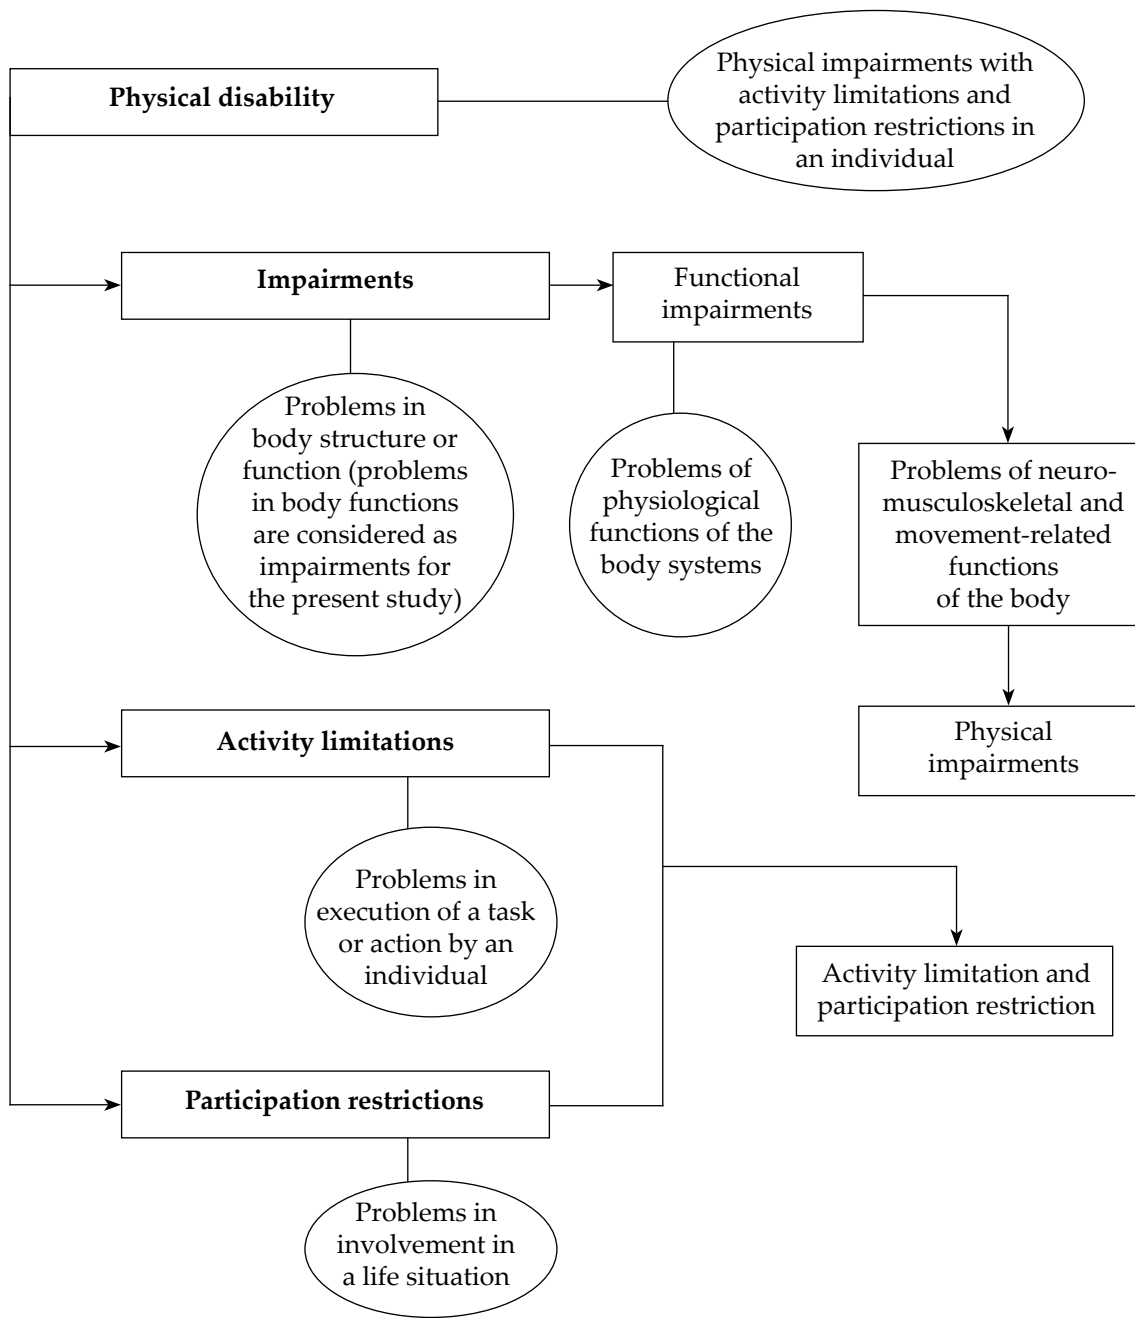 Physical disability
Physical impairments with
activity limitations and
participation restrictions in
an individual
Impairments
Functional
impairments
Problems in
body structure or
function (problems
in body functions
are considered as
impairments for
the present study)
Problems of
physiological
functions of the
body systems
Problems of neuro-
musculoskeletal and
movement-related
functions
of the body
Physical
impairments
Activity limitations
Problems in
execution of a task
or action by an
individual
Activity limitation and
participation restriction
Participation restrictions
Problems in
involvement in
a life situation